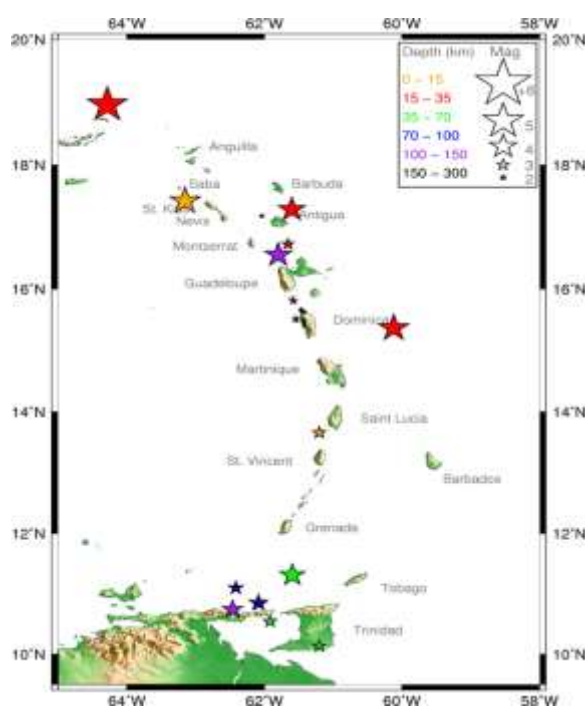 64˚W 62˚W 60˚W 58˚W
20˚N 20˚N
Depth (km) Mag.
0 – 15
15 – 35
35 – 70
70 – 100
100 – 150
150 – 300
6
5
4
3
2
Anguilla
18˚N 18˚N
Saba
Barbuda
St.
Antigua
Nevis
Montserrat
Guadeloupe
16˚N 16˚N
Dominica
Martinique
14˚N 14˚N
Saint Lucia
St. Vincent
Barbados
Grenada
12˚N 12˚N
Tobago
Trinidad
10˚N 10˚N
64˚W 62˚W 60˚W 58˚W